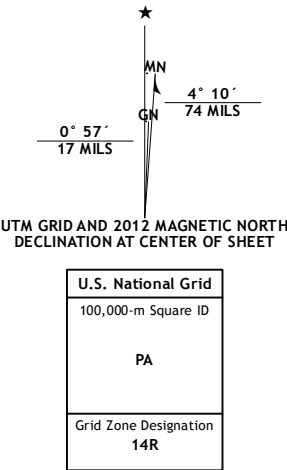 ★
MN
4° 10´
74 MILS
GN
0° 57´
17 MILS
UTM GRID AND 2012 MAGNETIC NORTH
DECLINATION AT CENTER OF SHEET
U.S. National Grid
100,000-m Square ID
PA
Grid Zone Designation
14R